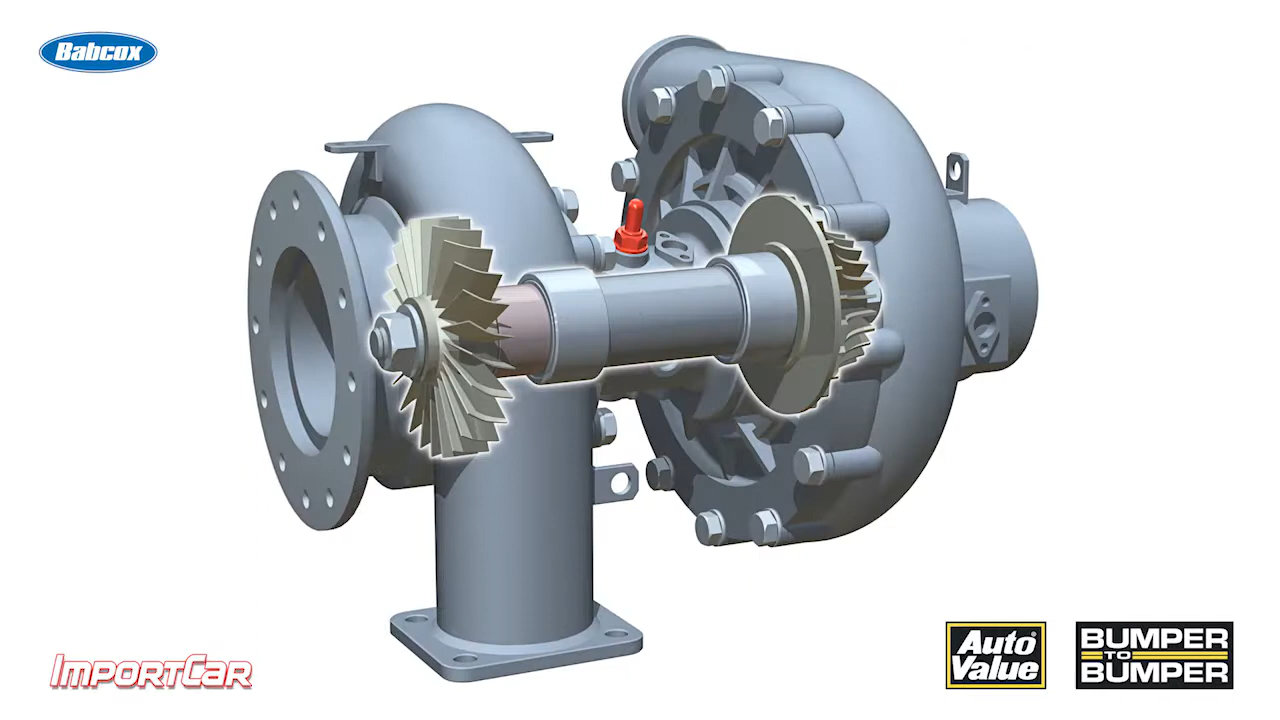 Babcox
ImportCar
Auto
Value
BUMPER
TO
BUMPER